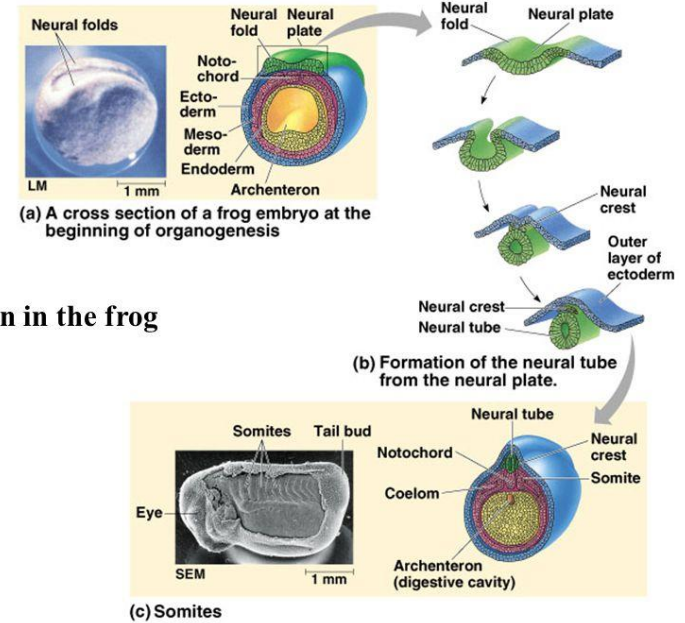 Neural folds
Neural
fold
Neural
plate
Noto-
chord
Ecto-
derm
Meso-
derm
Endoderm
Archenteron
LM
1 mm
(a) A cross section of a frog embryo at the
beginning of organogenesis
Neural
fold
Neural plate
Neural
crest
Outer
layer of
ectoderm
Neural crest
Neural tube
(b) Formation of the neural tube
from the neural plate.
n in the frog
Somites
Tail bud
Eye
SEM
1 mm
Neural tube
Notochord
Neural
crest
Coelom
Somite
Archenteron
(digestive cavity)
(c) Somites